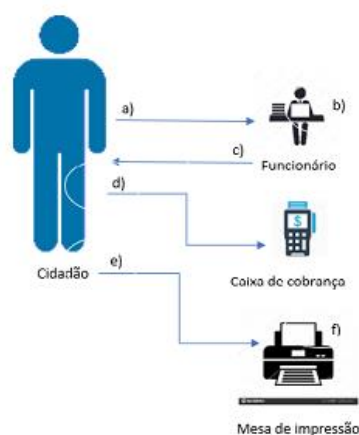 a)
b)
c)
Funcionário
d)
$
Cidadão
e)
Caixa de cobrança
f)
Mesa de impressão